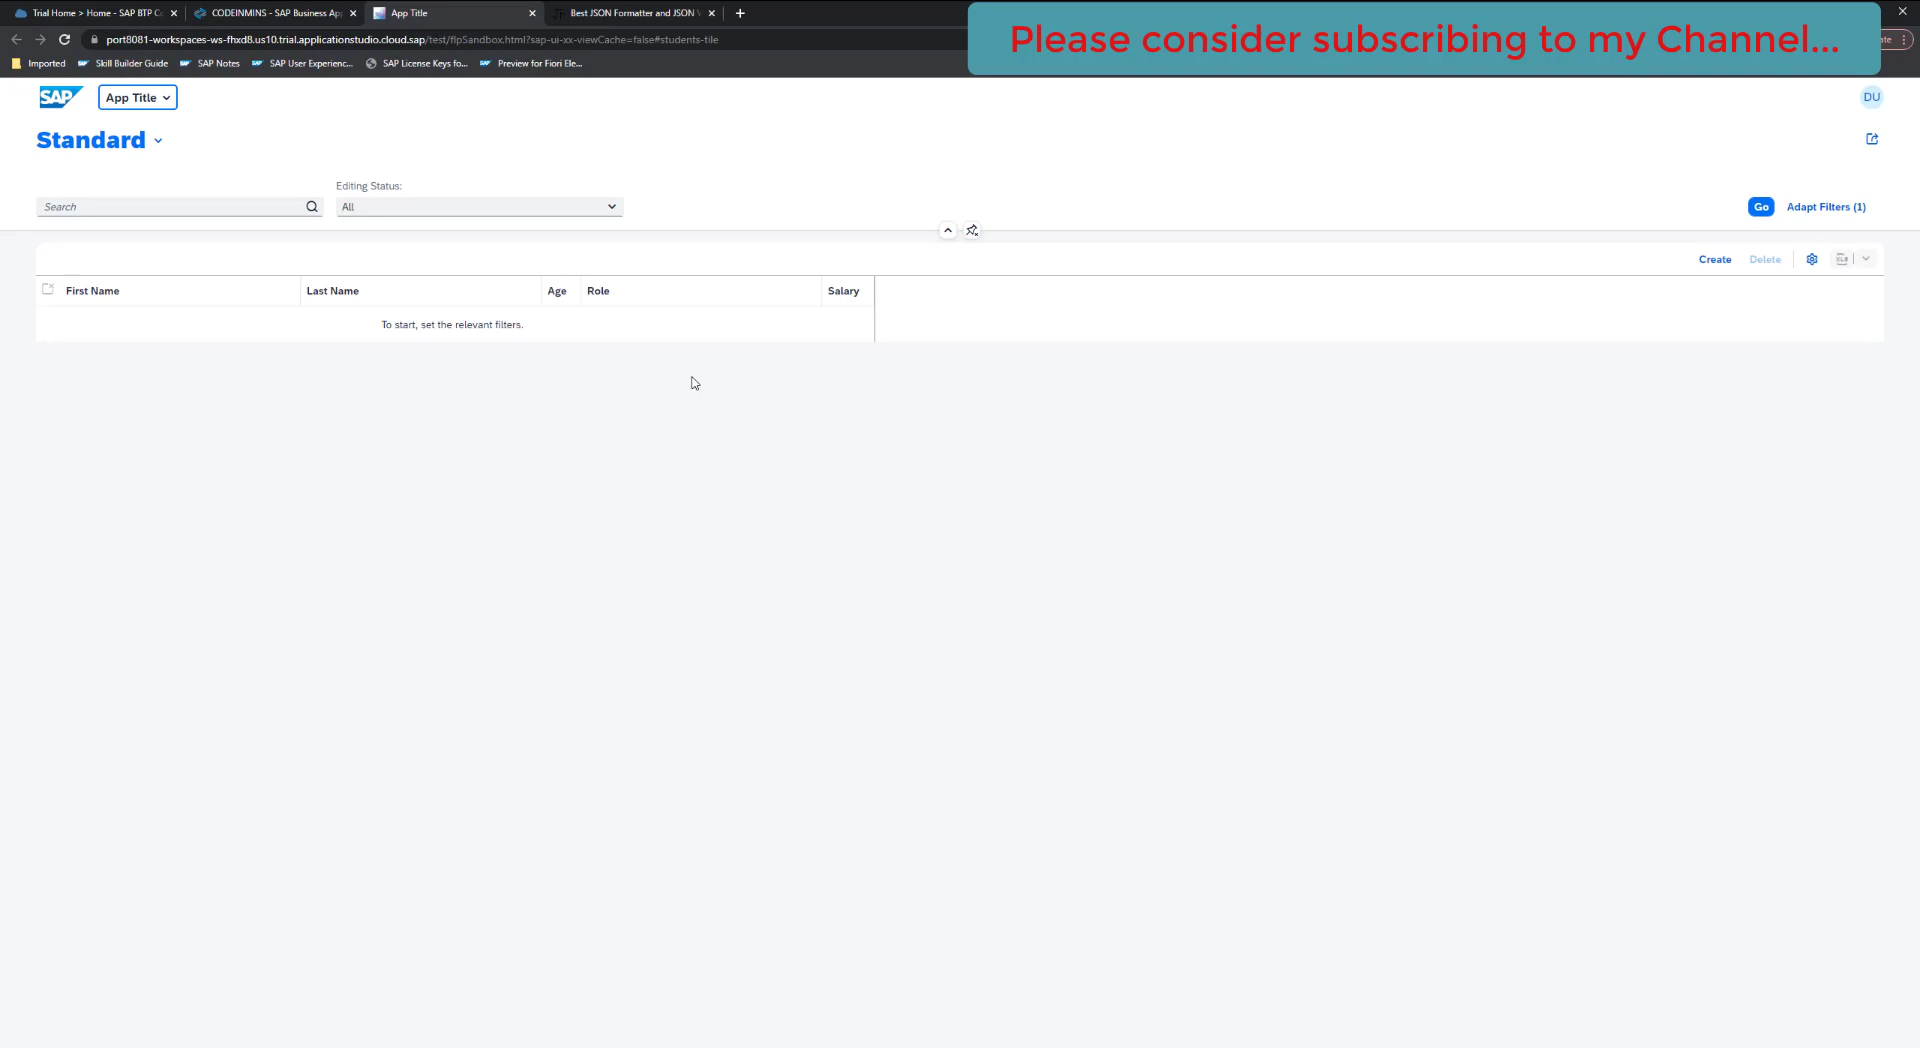 Trial Home > Home - SAP BTP C
CODEINMINS - SAP Business Ap
App Title
Best JSON Formatter and JSON
port8081-workspaces-ws-fhxd8.us10.trial.applicationstudio.cloud.sap/test/flpSandbox.html?sap-ui-xx-viewCache=false#students-tile
Please consider subscribing to my Channel...
Imported
Skill Builder Guide
SAP Notes
SAP User Experienc...
SAP License Keys fo...
Preview for Fiori Ele...
SAP
App Title
DU
Standard
Editing Status:
Search
All
Go
Adapt Filters (1)
Create
Delete
First Name
Last Name
Age
Role
Salary
To start, set the relevant filters.